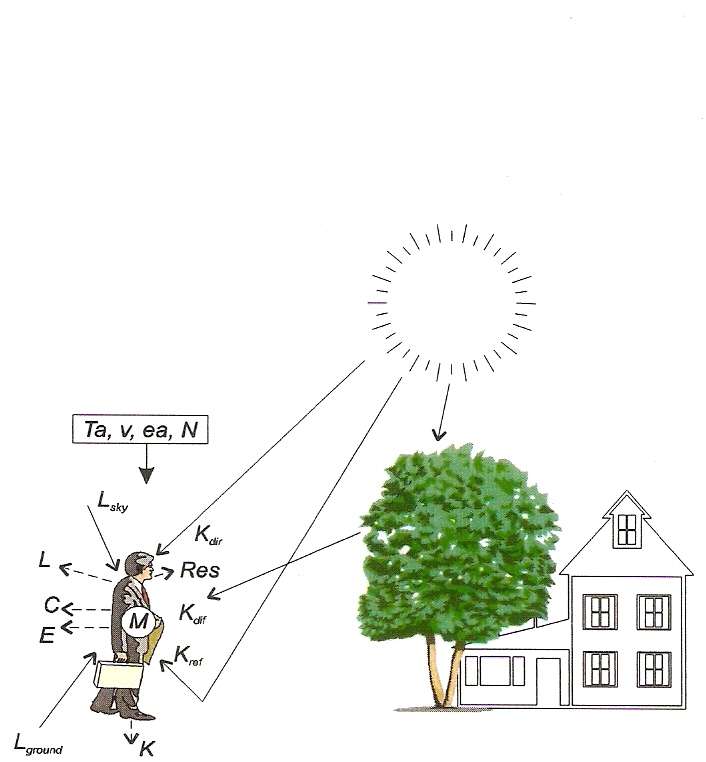 Ta, v, ea, N
Lsky
Kdir
L
Res
C
Kdif
M
E
Kref
Lground
K